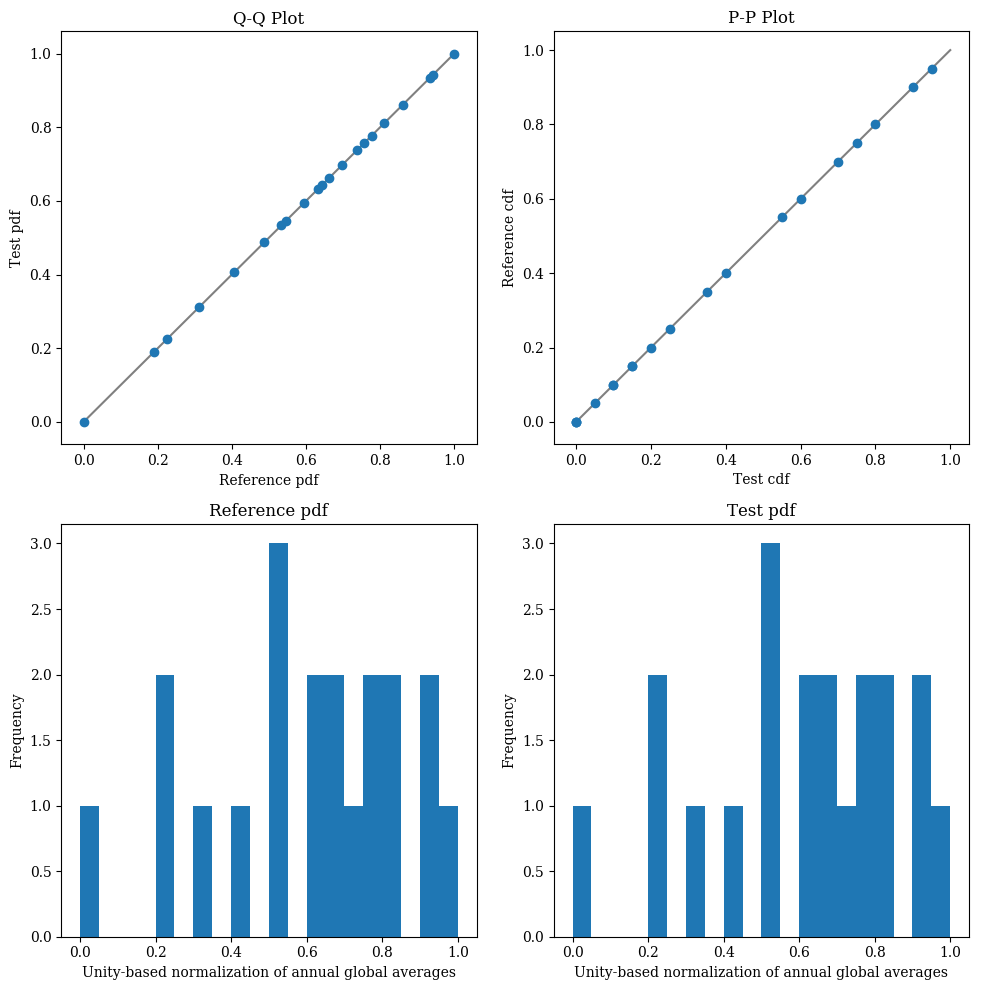 Q-Q Plot
1.0
0.8
0.6
0.4
0.2
0.0
Test pdf
0.0 0.2 0.4 0.6 0.8 1.0
Reference pdf
P-P Plot
1.0
0.8
0.6
0.4
0.2
0.0
Reference cdf
0.0 0.2 0.4 0.6 0.8 1.0
Test cdf
Reference pdf
3.0
2.5
2.0
1.5
1.0
0.5
0.0
Frequency
0.0 0.2 0.4 0.6 0.8 1.0
Unity-based normalization of annual global averages
Test pdf
3.0
2.5
2.0
1.5
1.0
0.5
0.0
Frequency
0.0 0.2 0.4 0.6 0.8 1.0
Unity-based normalization of annual global averages